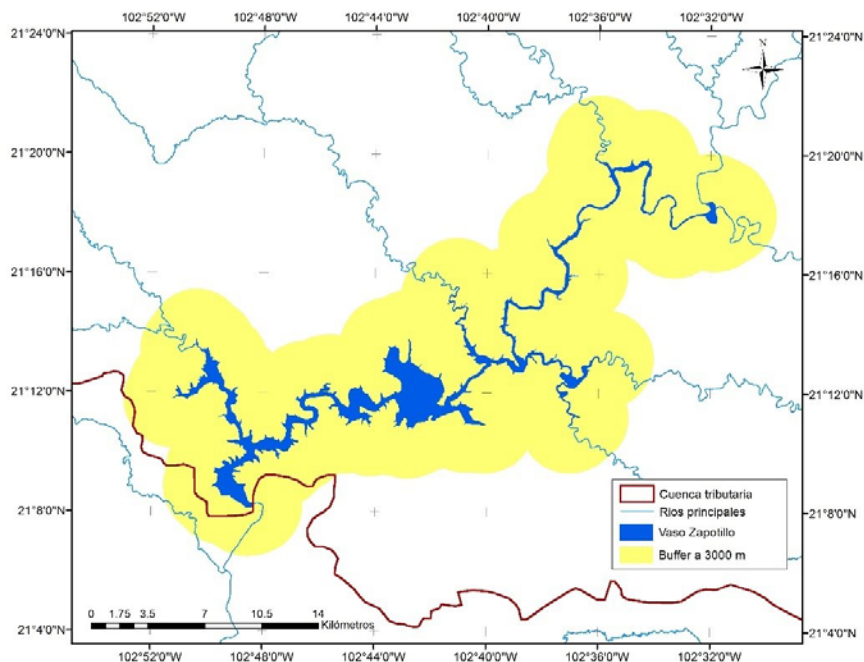 102°52'0"W 102°48'0"W 102°44'0"W 102°40'0"W 102°36'0"W 102°32'0"W
21°24'0"N 21°24'0"N
N
21°20'0"N 21°20'0"N
21°16'0"N 21°16'0"N
21°12'0"N 21°12'0"N
21°8'0"N 21°8'0"N
Cuenca tributaria
Rios principales
Vaso Zapotillo
Buffer a 3000 m
0 1.75 3.5 7 10.5 14
Kilómetros
21°4'0"N 21°4'0"N
102°52'0"W 102°48'0"W 102°44'0"W 102°40'0"W 102°36'0"W 102°32'0"W